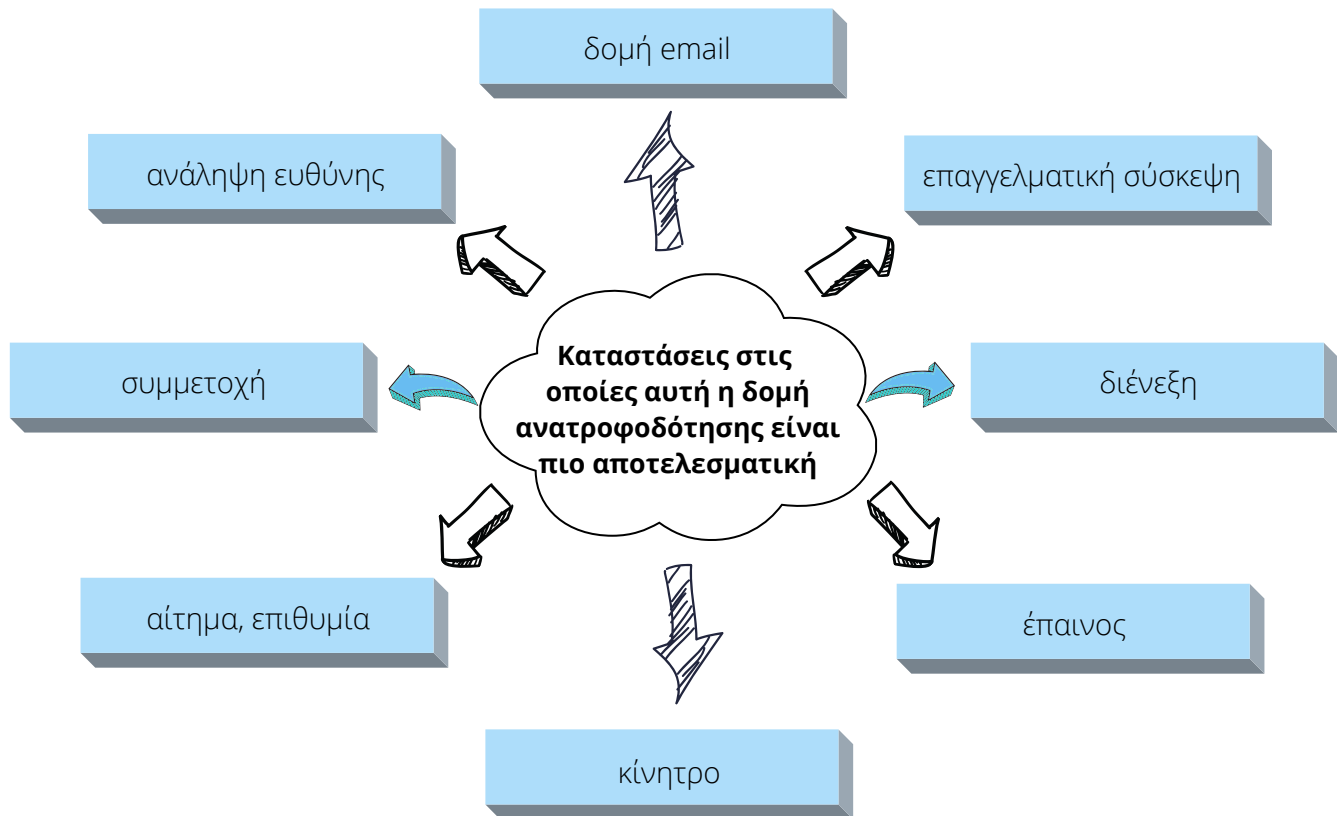 δομή email
ανάληψη ευθύνης
επαγγελματική σύσκεψη
Καταστάσεις στις
οποίες αυτή η δομή
ανατροφοδότησης είναι
πιο αποτελεσματική
συμμετοχή
διένεξη
αίτημα, επιθυμία
έπαινος
κίνητρο